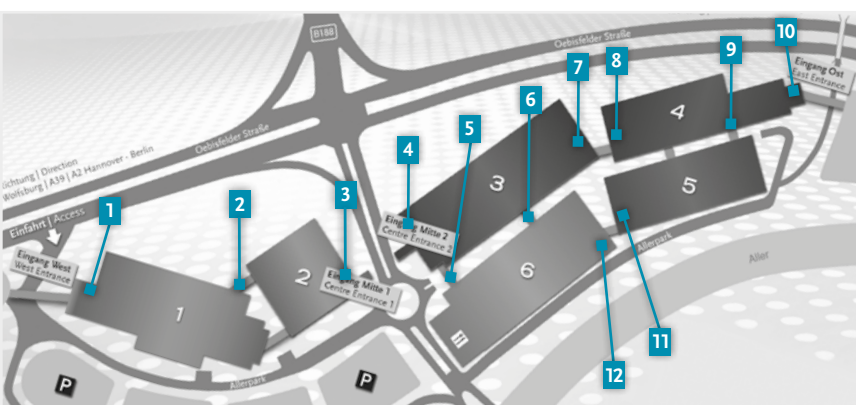 B188
Oebisfelder Straße
10
9
8
7
6
5
4
3
2
1
Eingang Ost
East Entrance
Oebisfelder Straße
ichtung | Direction
Wolfsburg | A39 | A2 Hannover - Berlin
Einfahrt | Access
Eingang West
West Entrance
Eingang Mitte 2
Centre Entrance 2
Eingang Mitte 1
Centre Entrance 1
1
2
3
4
5
6
Allerpark
Aller
11
12
Allerpark
P
P